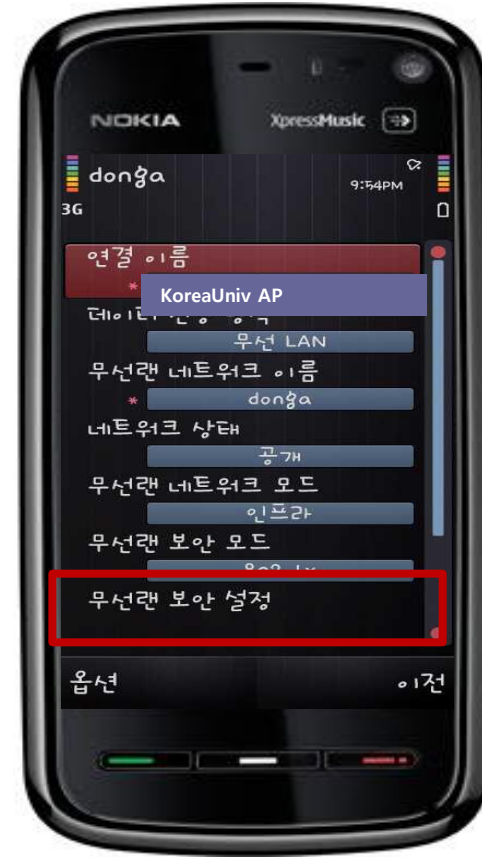 NOKIA
XpressMusic
donga
9:54PM
3G
연결 이름
*
KoreaUniv AP
무선 LAN
무선랜 네트워크 이름
*
donga
네트워크 상태
공개
무선랜 네트워크 모드
인프라
무선랜 보안 모드
무선랜 보안 설정
옵션
이전